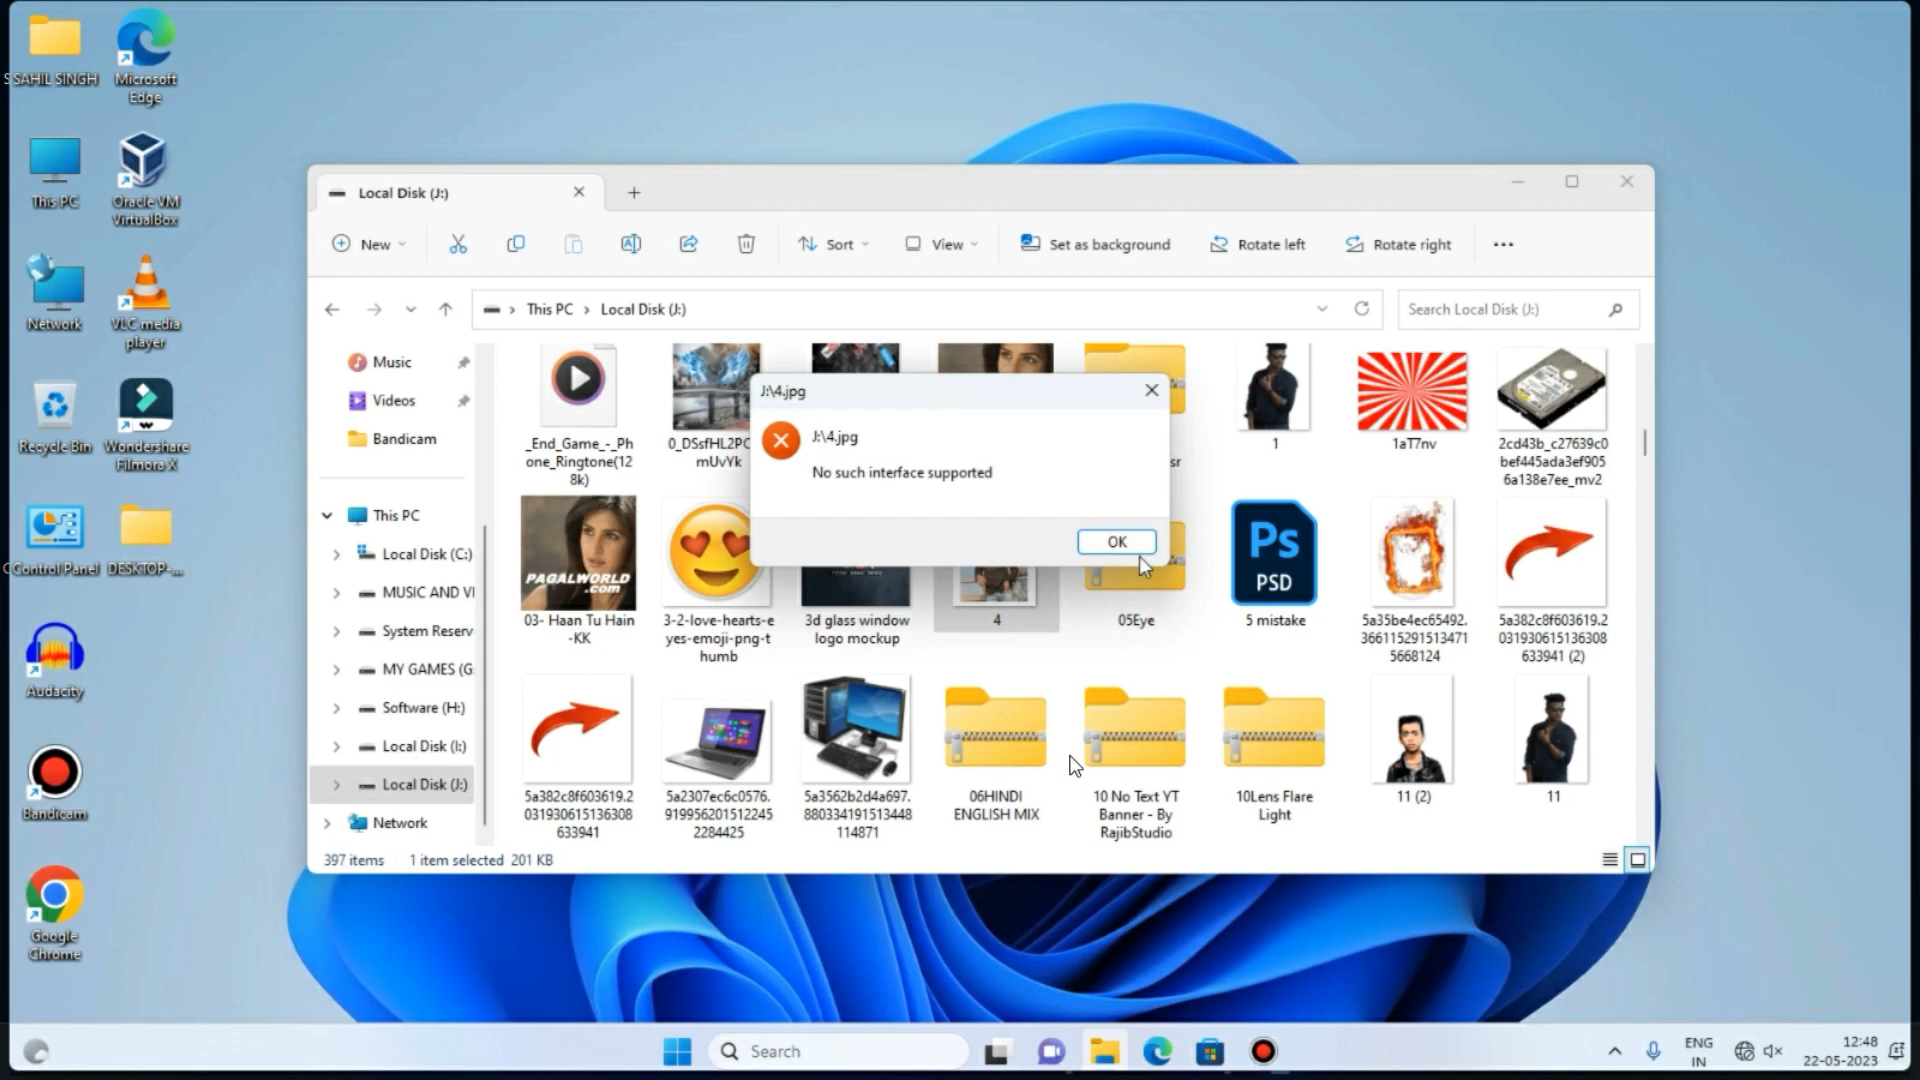 SAHIL SINGH
Microsoft
Edge
This PC
Oracle VM
VirtualBox
Network
VLC media
player
Recycle Bin
Wondershare
Filmora X
Control Panel
DESKTOP-...
Audacity
Bandicam
Google
Chrome
Local Disk (J:)
New
Sort
View
Set as background
Rotate left
Rotate right
This PC
Local Disk (J:)
Search Local Disk (J:)
Music
Videos
Bandicam
This PC
Local Disk (C:)
MUSIC AND VI
System Reserv
MY GAMES (G
Software (H:)
Local Disk (I:)
Local Disk (J:)
Network
_End_Game_-_Ph
one_Ringtone(12
8k)
0_DSsfHL2PC
mUvYk
sr
1
1aT7nv
2cd43b_c27639c0
bef445ada3ef905
6a138e7ee_mv2
J:\4.jpg
J:\4.jpg
No such interface supported
OK
PAGALWORLD
.com
03- Haan Tu Hain
-KK
3-2-love-hearts-e
yes-emoji-png-t
humb
3d glass window
logo mockup
4
05Eye
Ps
PSD
5 mistake
5a35be4ec65492.
366115291513471
5668124
5a382c8f603619.2
031930615136308
633941 (2)
5a382c8f603619.2
031930615136308
633941
5a2307ec6c0576.
919956201512245
2284425
5a3562b2d4a697.
880334191513448
114871
06HINDI
ENGLISH MIX
10 No Text YT
Banner - By
RajibStudio
10Lens Flare
Light
11 (2)
11
397 items
1 item selected 201 KB
Search
ENG
IN
12:48
22-05-2023